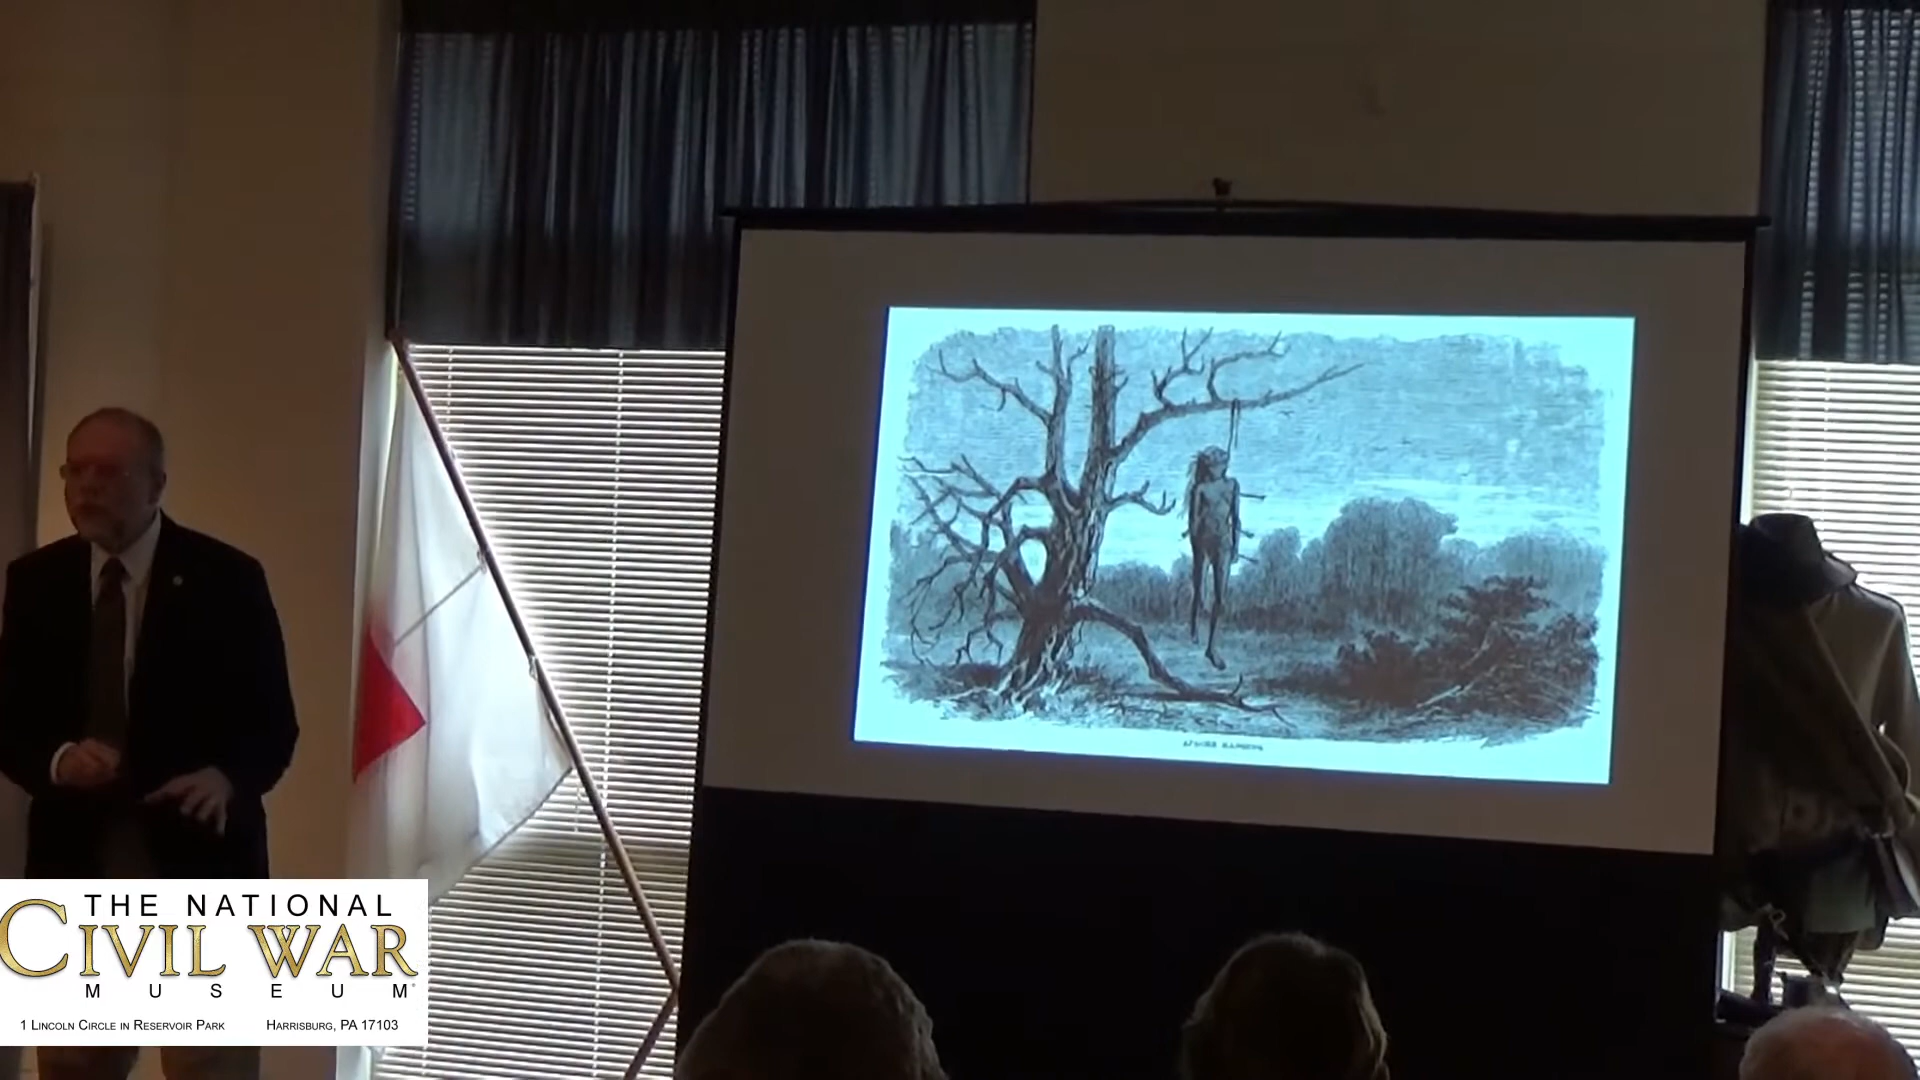 THE NATIONAL
CIVIL WAR
MUSEUM
1 LINCOLN CIRCLE IN RESERVOIR PARK HARRISBURG, PA 17103